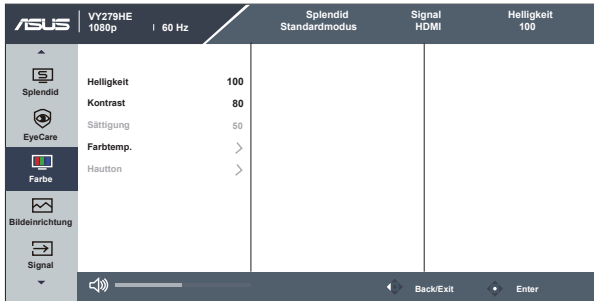 ASUS
VY279HE
1080p | 60 Hz
Splendid
Standardmodus
Signal
HDMI
Helligkeit
100
Splendid
EyeCare
Farbe
Bildeinrichtung
Signal
Helligkeit 100
Kontrast 80
Sättigung 50
Farbtemp.
Hautton
Back/Exit
Enter